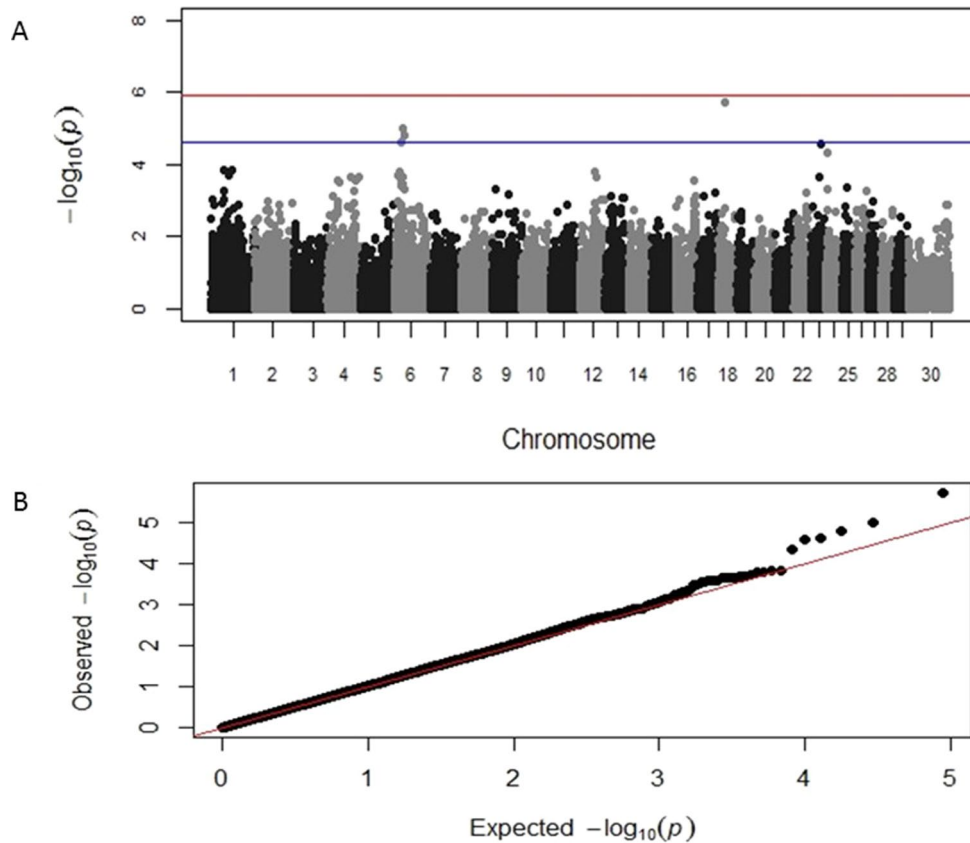 A
8
6
4
2
0
−log₁₀(p)
1 2 3 4 5 6 7 8 9 10 12 14 16 18 20 22 25 28 30
Chromosome
B
5
4
3
2
1
0
Observed −log₁₀(p)
0 1 2 3 4 5
Expected −log₁₀(p)